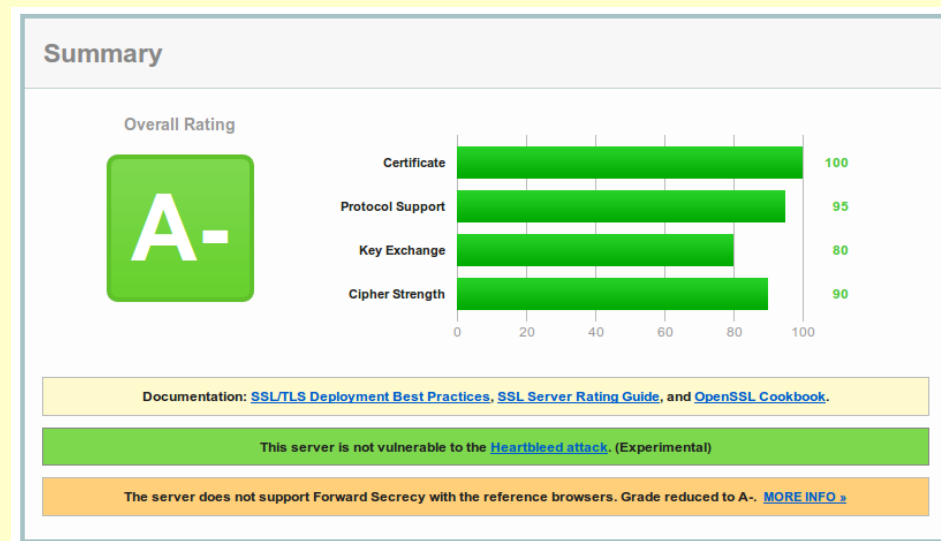 Summary
Overall Rating
A-
Certificate 100
Protocol Support 95
Key Exchange 80
Cipher Strength 90
0 20 40 60 80 100
Documentation: SSL/TLS Deployment Best Practices, SSL Server Rating Guide, and OpenSSL Cookbook.
This server is not vulnerable to the Heartbleed attack. (Experimental)
The server does not support Forward Secrecy with the reference browsers. Grade reduced to A-. MORE INFO »